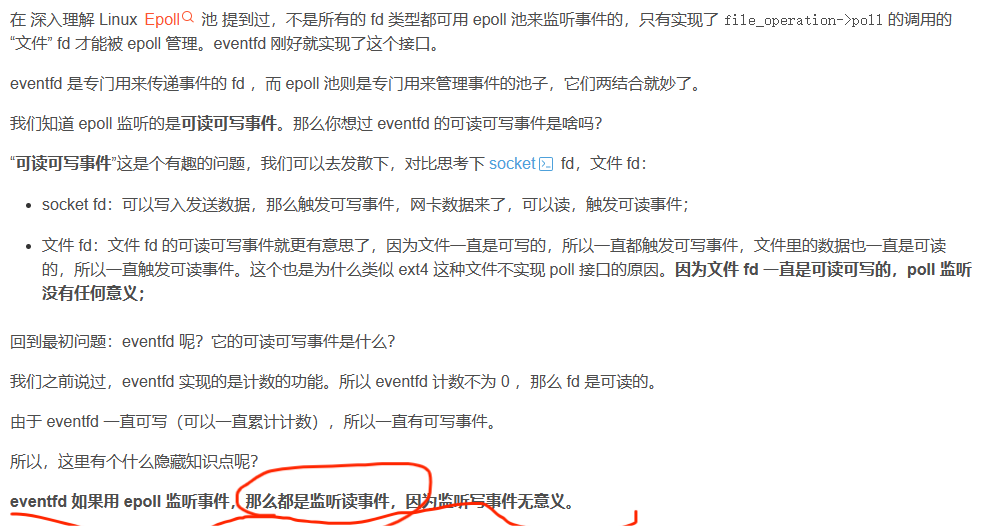 在 深入理解 Linux Epoll 池 提到过，不是所有的 fd 类型都可用 epoll 池来监听事件的，只有实现了 file_operation->poll 的调用的
“文件” fd 才能被 epoll 管理。eventfd 刚好就实现了这个接口。
eventfd 是专门用来传递事件的 fd ，而 epoll 池则是专门用来管理事件的池子，它们两结合就妙了。
我们知道 epoll 监听的是可读可写事件。那么你想过 eventfd 的可读可写事件是啥吗？
“可读可写事件”这是个有趣的问题，我们可以去发散下，对比思考下 socket fd，文件 fd：
• socket fd：可以写入发送数据，那么触发可写事件，网卡数据来了，可以读，触发可读事件；
• 文件 fd：文件 fd 的可读可写事件就更有意思了，因为文件一直是可写的，所以一直都触发可写事件，文件里的数据也一直是可读
的，所以一直触发可读事件。这个也是为什么类似 ext4 这种文件不实现 poll 接口的原因。因为文件 fd 一直是可读可写的，poll 监听
没有任何意义；
回到最初问题：eventfd 呢？它的可读可写事件是什么？
我们之前说过，eventfd 实现的是计数的功能。所以 eventfd 计数不为 0 ，那么 fd 是可读的。
由于 eventfd 一直可写（可以一直累计计数），所以一直有可写事件。
所以，这里有个什么隐藏知识点呢？
eventfd 如果用 epoll 监听事件，那么都是监听读事件，因为监听写事件无意义。